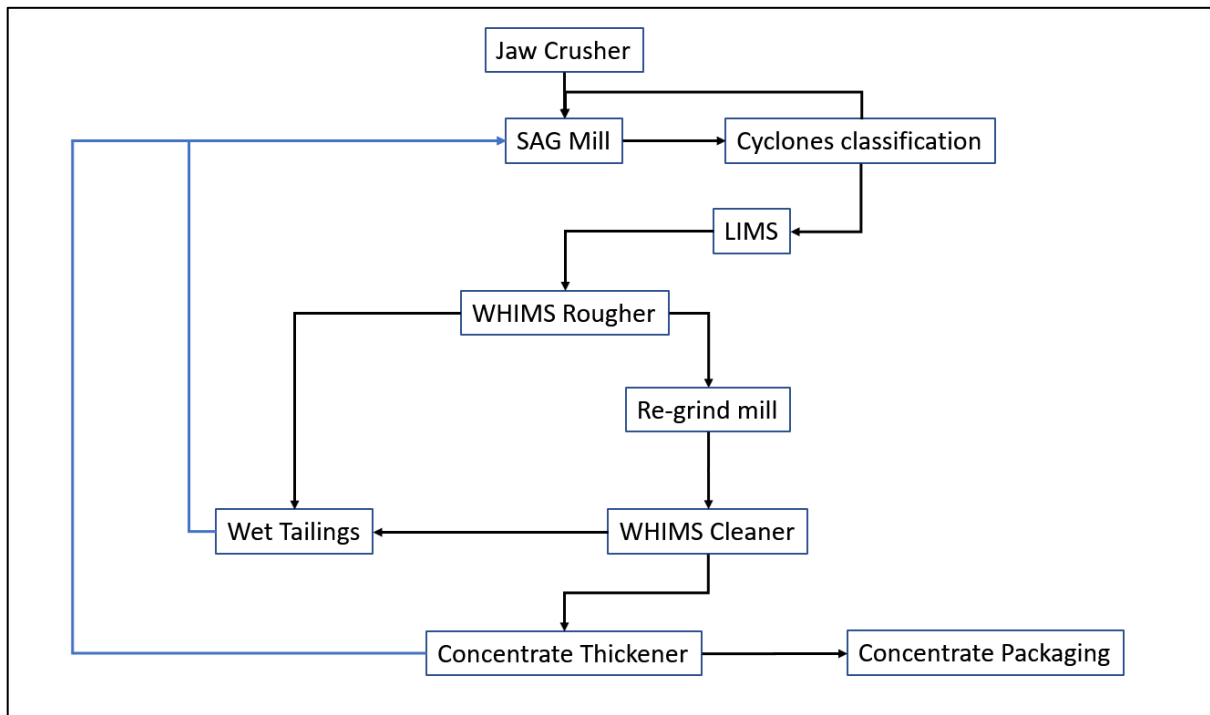 Jaw Crusher
SAG Mill
Cyclones classification
LIMS
WHIMS Rougher
Re-grind mill
Wet Tailings
WHIMS Cleaner
Concentrate Thickener
Concentrate Packaging